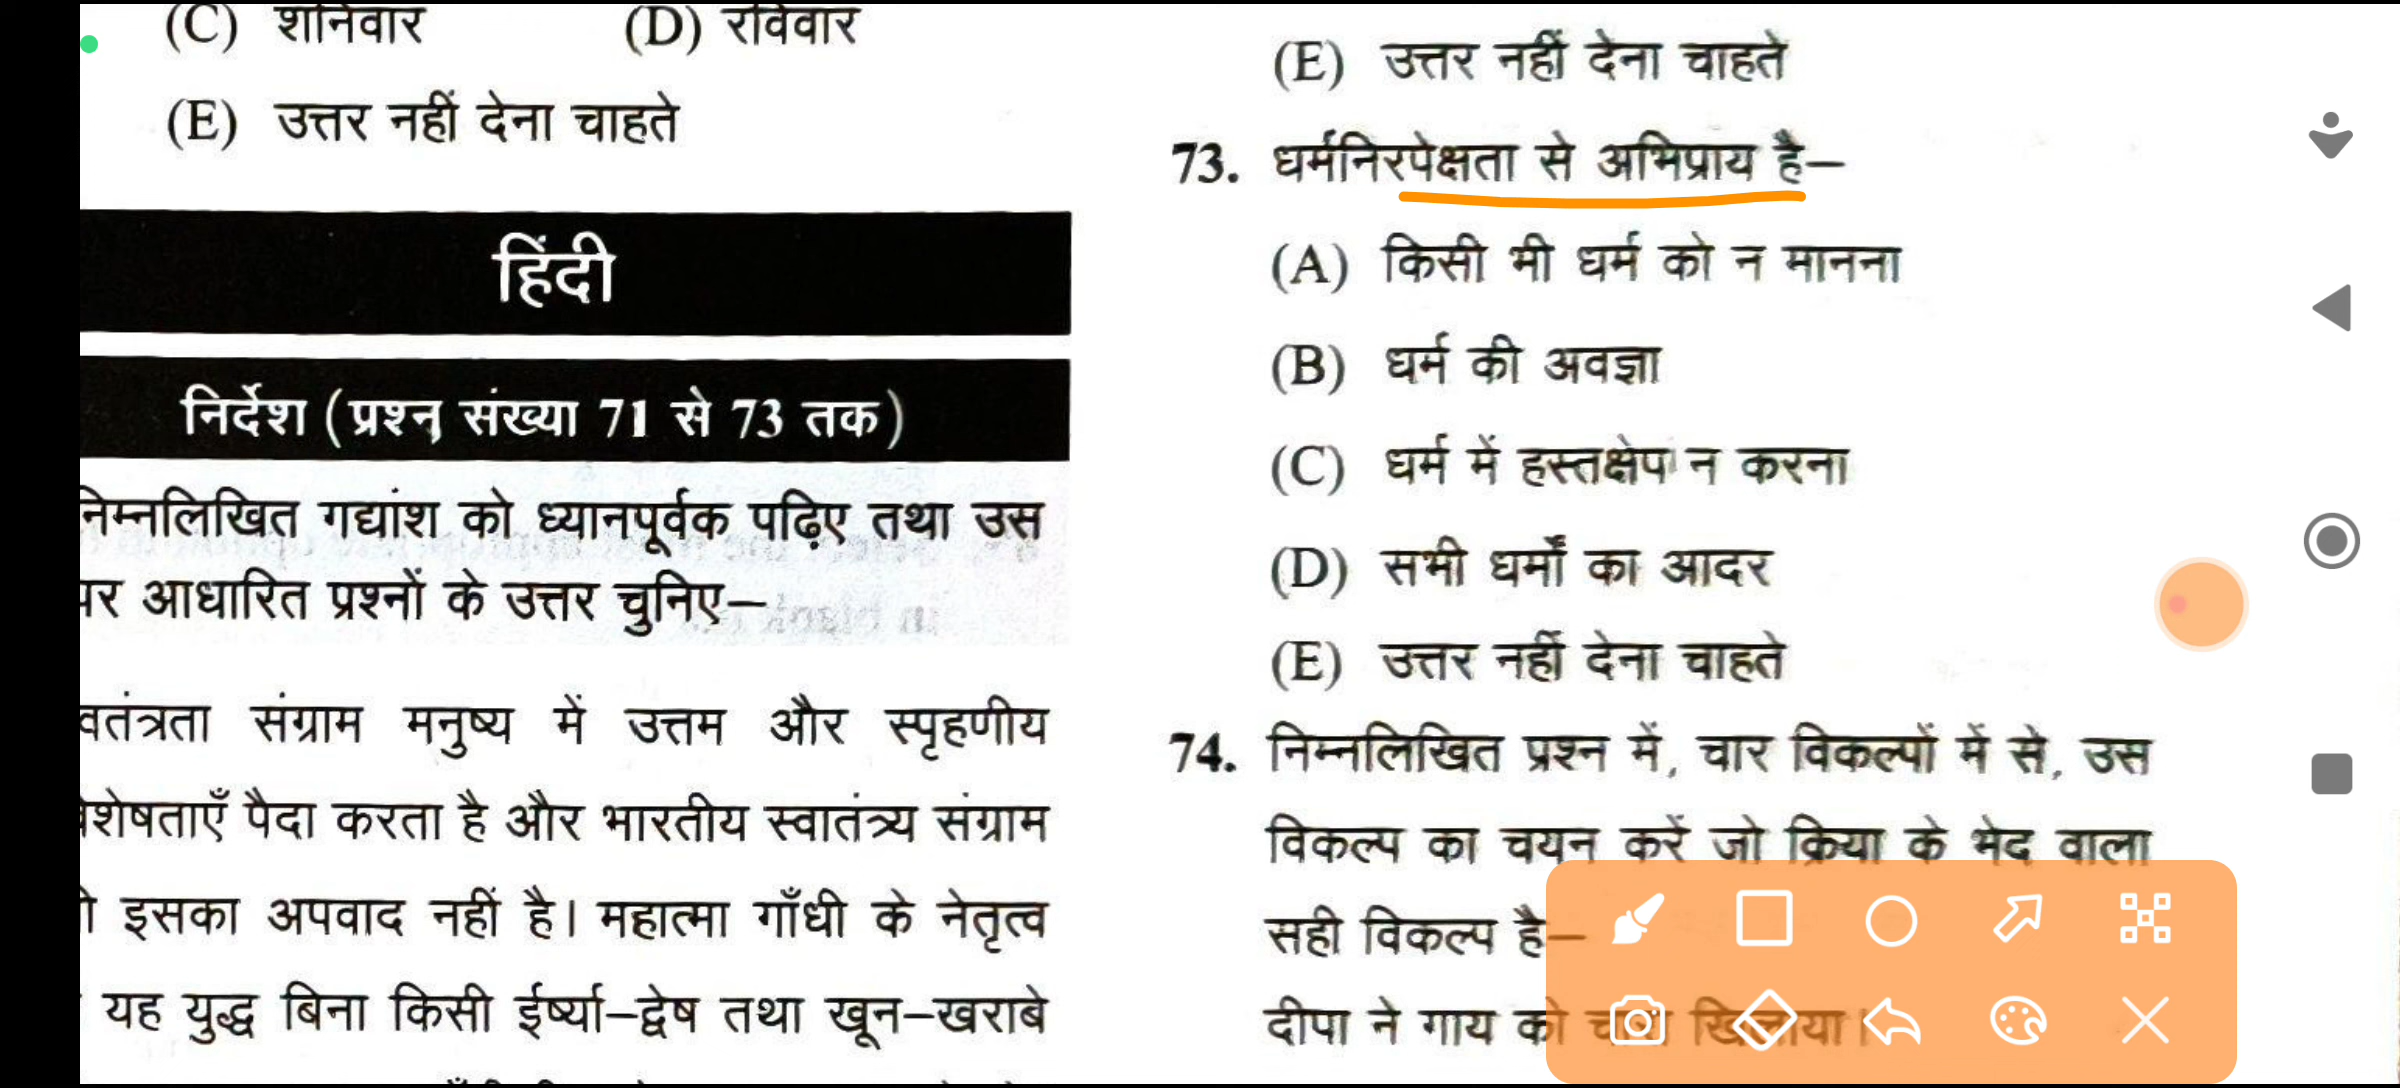 (C) शनिवार (D) रविवार
(E) उत्तर नहीं देना चाहते
हिंदी
निर्देश (प्रश्न संख्या 71 से 73 तक)
निम्नलिखित गद्यांश को ध्यानपूर्वक पढ़िए तथा उस
पर आधारित प्रश्नों के उत्तर चुनिए–
वतंत्रता संग्राम मनुष्य में उत्तम और स्पृहणीय
शेषताएँ पैदा करता है और भारतीय स्वातंत्र्य संग्राम
इसका अपवाद नहीं है। महात्मा गाँधी के नेतृत्व
यह युद्ध बिना किसी ईर्ष्या–द्वेष तथा खून–खराबे
(E) उत्तर नहीं देना चाहते
73. धर्मनिरपेक्षता से अभिप्राय है–
(A) किसी भी धर्म को न मानना
(B) धर्म की अवज्ञा
(C) धर्म में हस्तक्षेप न करना
(D) सभी धर्मों का आदर
(E) उत्तर नहीं देना चाहते
74. निम्नलिखित प्रश्न में, चार विकल्पों में से, उस
विकल्प का चयन करें जो क्रिया के भेद वाला
सही विकल्प है–
दीपा ने गाय को चारा खिलाया।